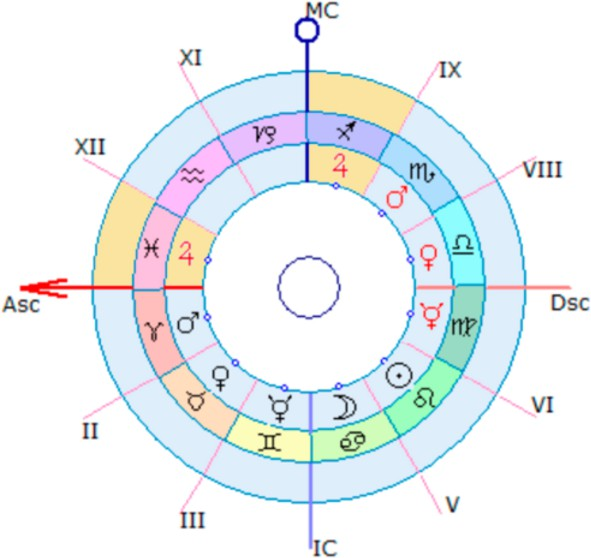 MC
XI
IX
♑ ♐
XII
♒ ♃ ♏
VIII
♂
♓ ♃ ♀ ♎
Asc
Dsc
♈ ♂ ☿ ♍
♀ ☉
♉ ☿ ☽ ♌
II
VI
♊ ♋
III
V
IC